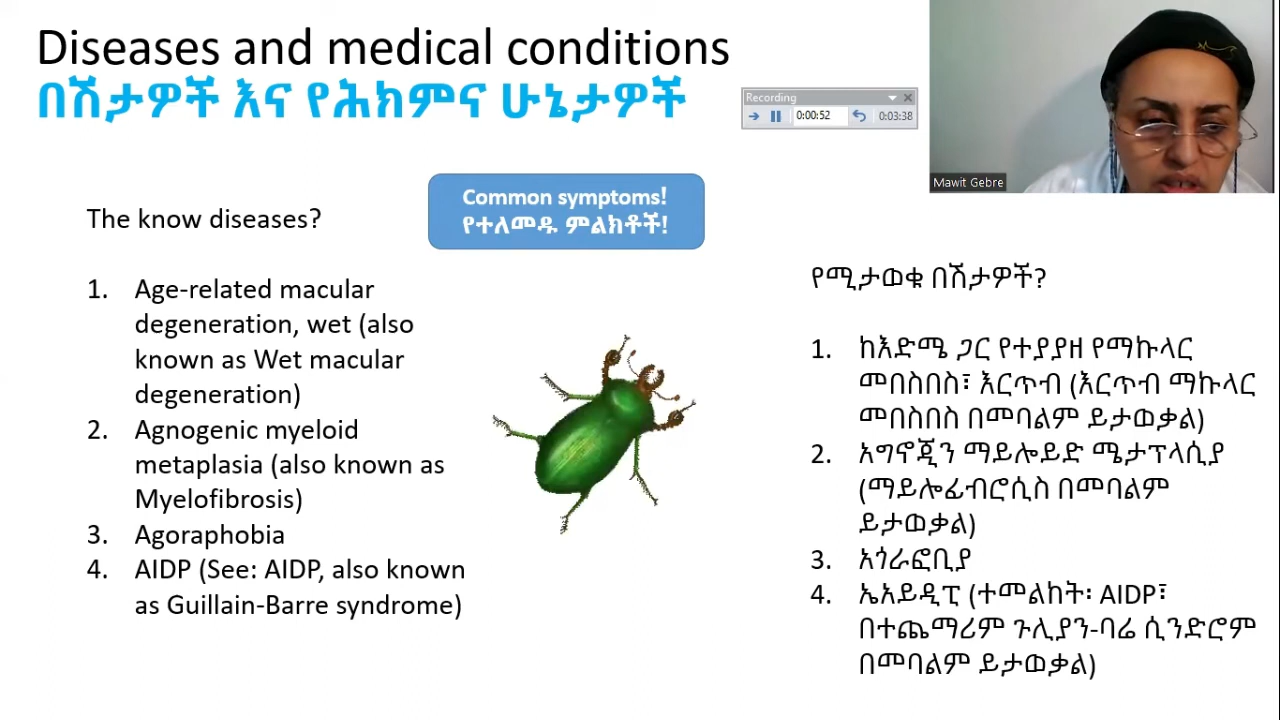 Diseases and medical conditions
በሽታዎች እና የሕክምና ሁኔታዎች
Recording
0:00:52
0:03:38
Mawit Gebre
Common symptoms!
የተለመዱ ምልክቶች!
The know diseases?
1. Age-related macular
degeneration, wet (also
known as Wet macular
degeneration)
2. Agnogenic myeloid
metaplasia (also known as
Myelofibrosis)
3. Agoraphobia
4. AIDP (See: AIDP, also known
as Guillain-Barre syndrome)
የሚታወቁ በሽታዎች?
1. ከእድሜ ጋር የተያያዘ የማኩላር
መበስበስ፣ እርጥብ (እርጥብ ማኩላር
መበስበስ በመባልም ይታወቃል)
2. አግኖጂን ማይሎይድ ሜታፕላሲያ
(ማይሎፊብሮሲስ በመባልም
ይታወቃል)
3. አጎራፎቢያ
4. ኤአይዲፒ (ተመልከት፡ AIDP፣
በተጨማሪም ጉሊያን-ባሬ ሲንድሮም
በመባልም ይታወቃል)